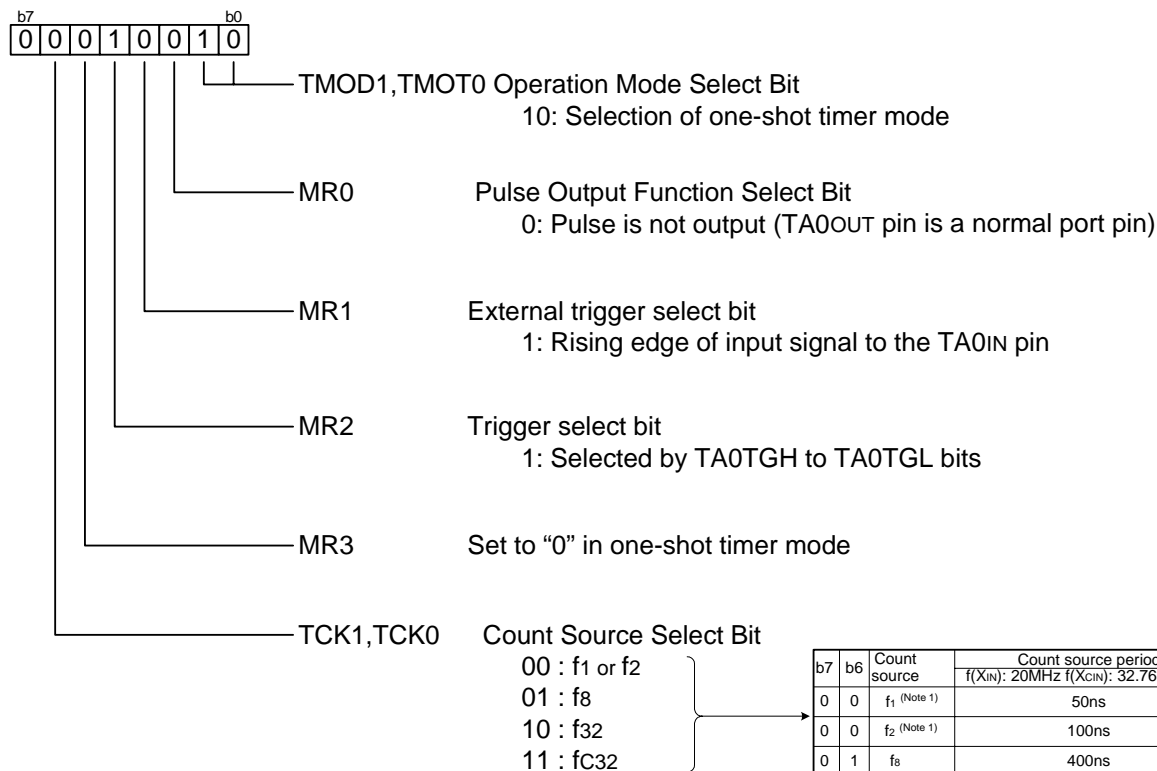 b7 b0
0 0 0 1 0 0 1 0
TMOD1,TMOT0 Operation Mode Select Bit
10: Selection of one-shot timer mode
MR0 Pulse Output Function Select Bit
0: Pulse is not output (TA0OUT pin is a normal port pin)
MR1 External trigger select bit
1: Rising edge of input signal to the TA0IN pin
MR2 Trigger select bit
1: Selected by TA0TGH to TA0TGL bits
MR3 Set to “0” in one-shot timer mode
TCK1,TCK0 Count Source Select Bit
00 : f1 or f2
01 : f8
10 : f32
11 : fC32
b7 b6 Count source Count source perio
f(XIN): 20MHz f(XCIN): 32.76
0 0 f1 (Note 1) 50ns
0 0 f2 (Note 1) 100ns
0 1 f8 400ns